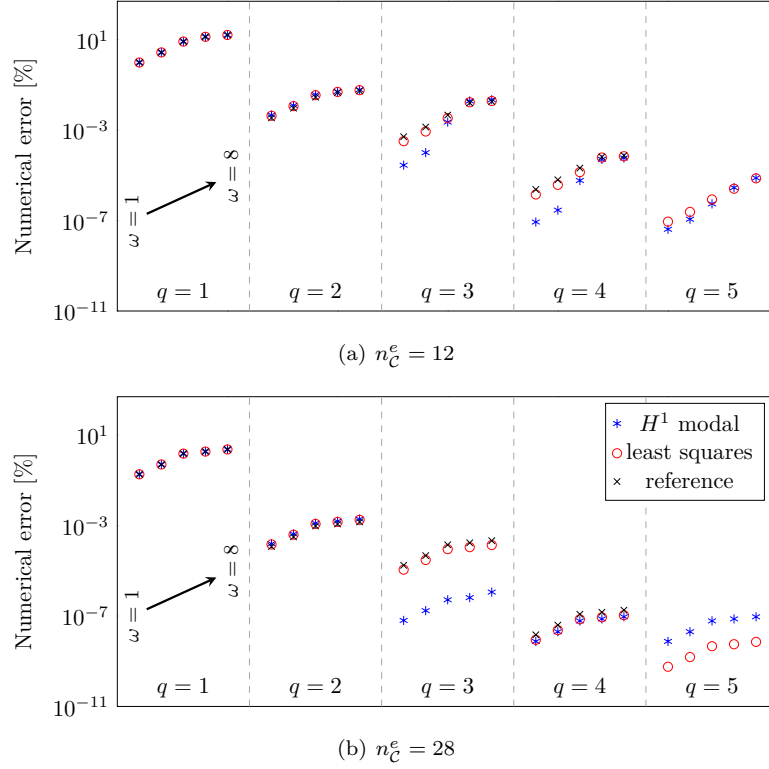 10^1
10^{-3}
10^{-7}
10^{-11}
Numerical error [%]
ω = 1
ω = 8
q = 1
q = 2
q = 3
q = 4
q = 5
(a) n_C^e = 12
10^1
10^{-3}
10^{-7}
10^{-11}
Numerical error [%]
H^1 modal
least squares
reference
ω = 1
ω = 8
q = 1
q = 2
q = 3
q = 4
q = 5
(b) n_C^e = 28